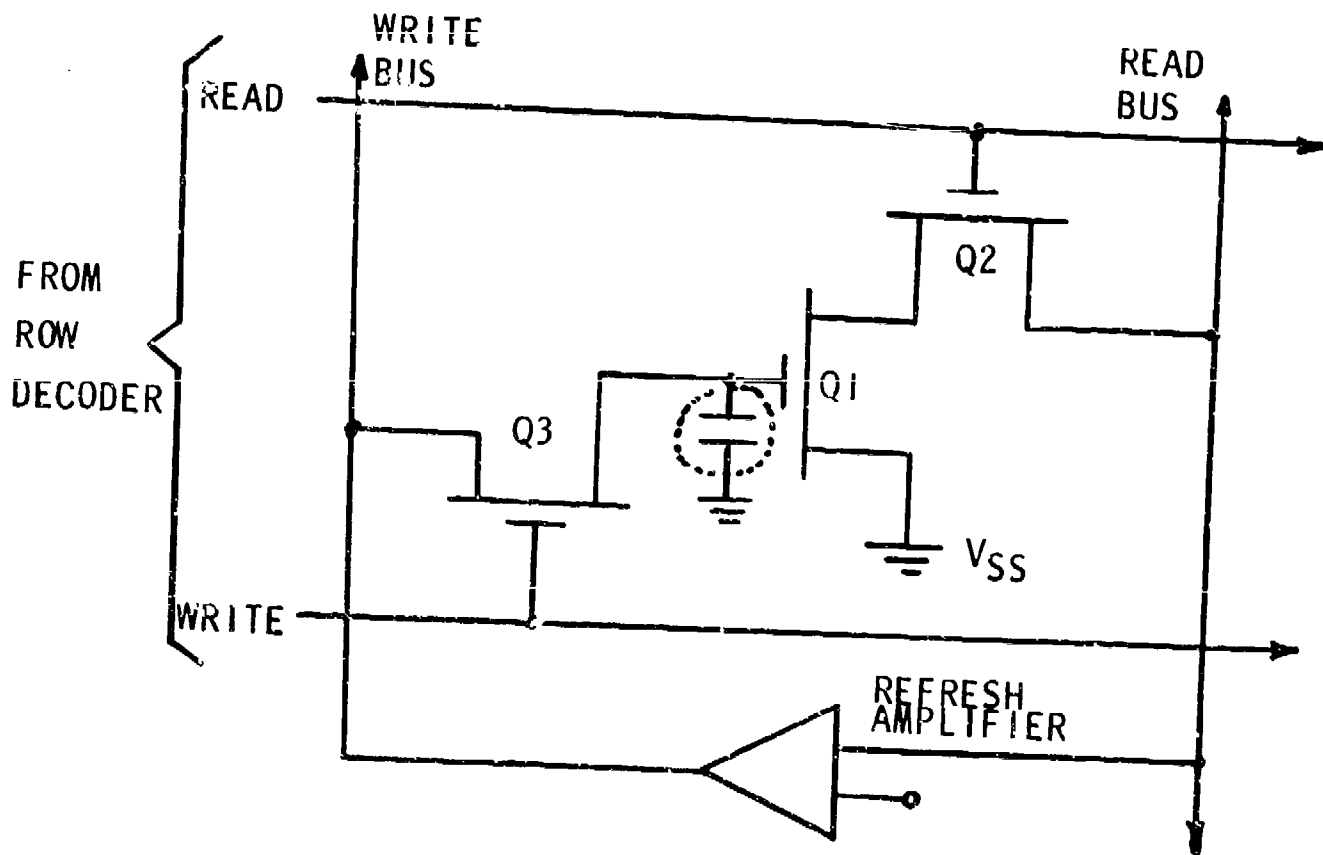 WRITE
BUS
READ
BUS
READ
Q2
FROM
ROW
DECODER
Q1
Q3
VSS
WRITE
REFRESH
AMPLIFIER